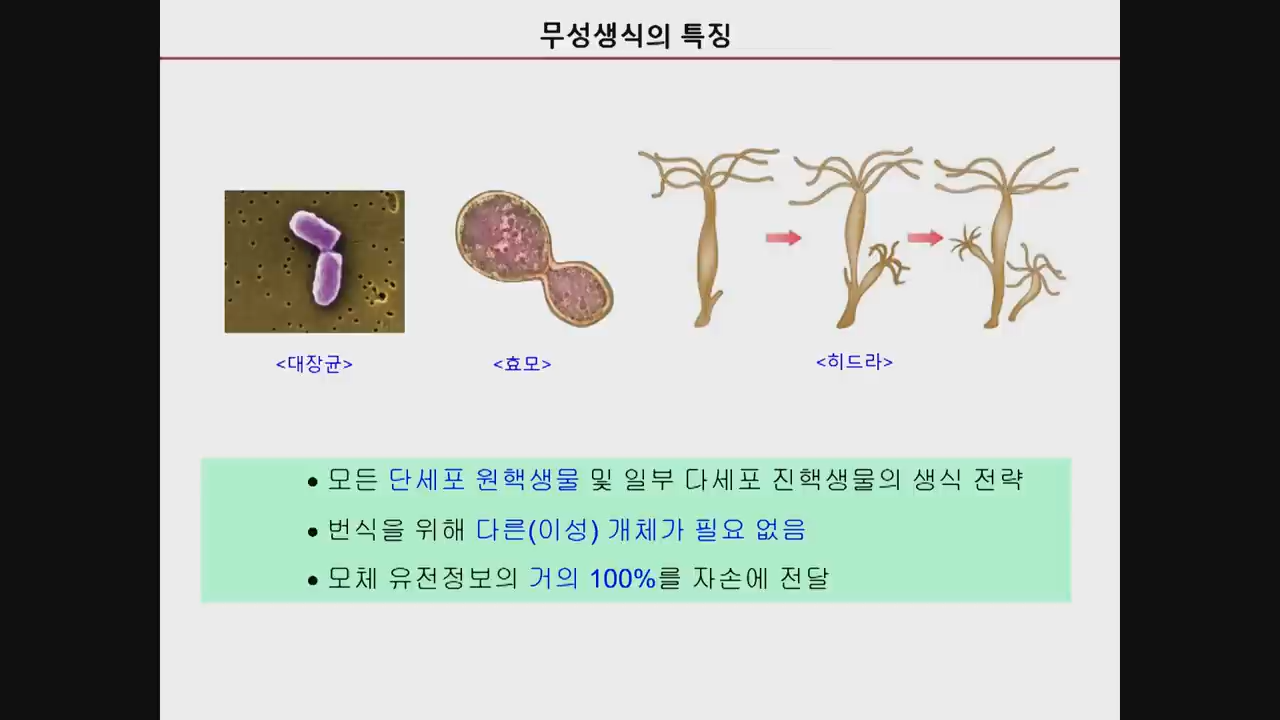 무성생식의 특징
<대장균>
<효모>
<히드라>
• 모든 단세포 원핵생물 및 일부 다세포 진핵생물의 생식 전략
• 번식을 위해 다른(이성) 개체가 필요 없음
• 모체 유전정보의 거의 100%를 자손에 전달